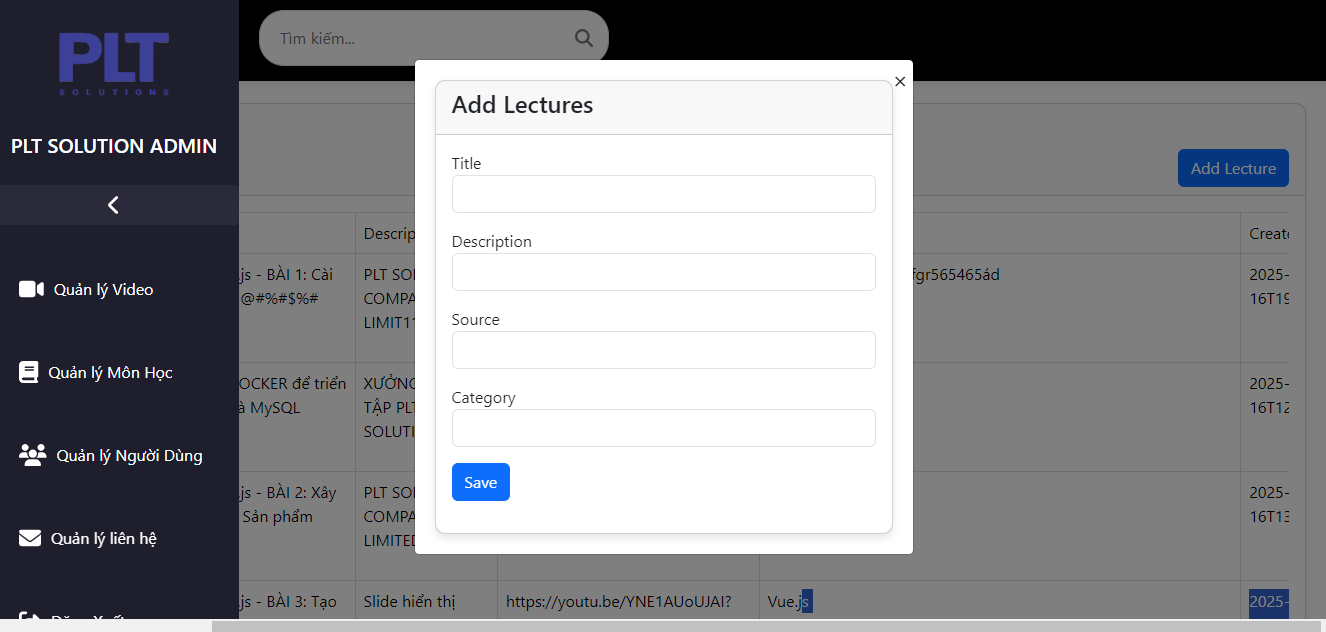 PLT
SOLUTIONS
PLT SOLUTION ADMIN
Quản lý Video
Quản lý Môn Học
Quản lý Người Dùng
Quản lý liên hệ
Tìm kiếm...
Add Lecture
Add Lectures
×
Title
Description
Source
Category
Save
Descrip
Create
.js - BÀI 1: Cài
@#%#$%#
PLT SO
COMPA
LIMIT1
fgr565465ád
2025-
16T19
OCKER để triển
à MySQL
XƯỞNG
TẬP PLT
SOLUTI
2025-
16T12
.js - BÀI 2: Xây
Sản phẩm
PLT SO
COMPA
LIMITED
2025-
16T13
.js - BÀI 3: Tạo
Slide hiển thị
https://youtu.be/YNE1AUoUJAI?
Vue.js
2025-